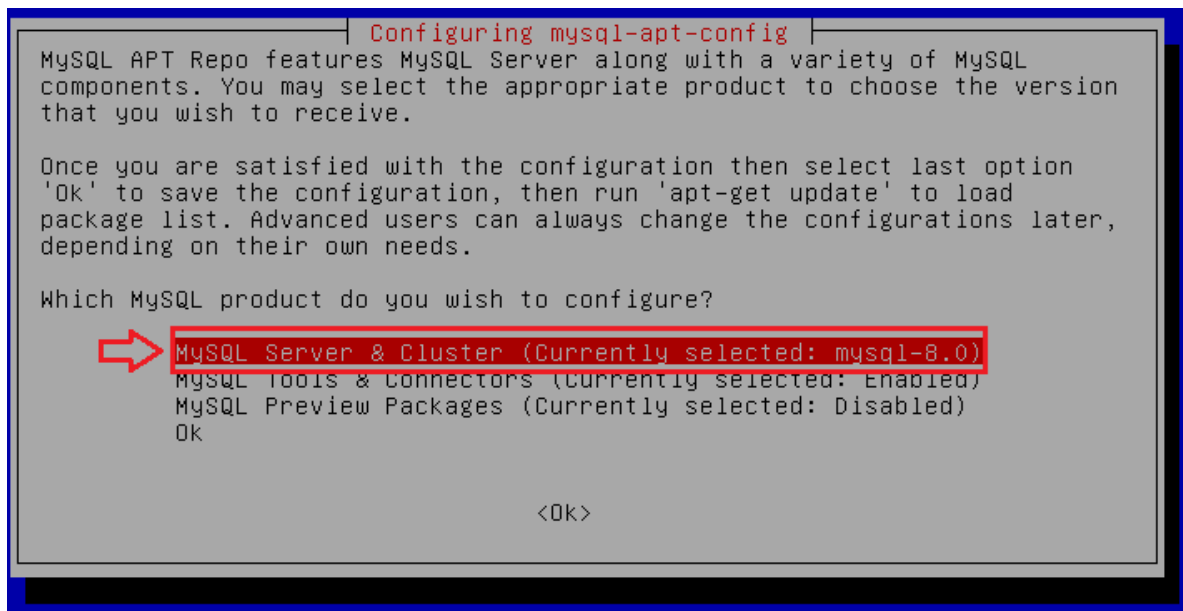 Configuring mysql-apt-config
MySQL APT Repo features MySQL Server along with a variety of MySQL
components. You may select the appropriate product to choose the version
that you wish to receive.
Once you are satisfied with the configuration then select last option
'Ok' to save the configuration, then run 'apt-get update' to load
package list. Advanced users can always change the configurations later,
depending on their own needs.
Which MySQL product do you wish to configure?
MySQL Server & Cluster (Currently selected: mysql-8.0)
MySQL Tools & Connectors (Currently selected: Enabled)
MySQL Preview Packages (Currently selected: Disabled)
Ok
<Ok>